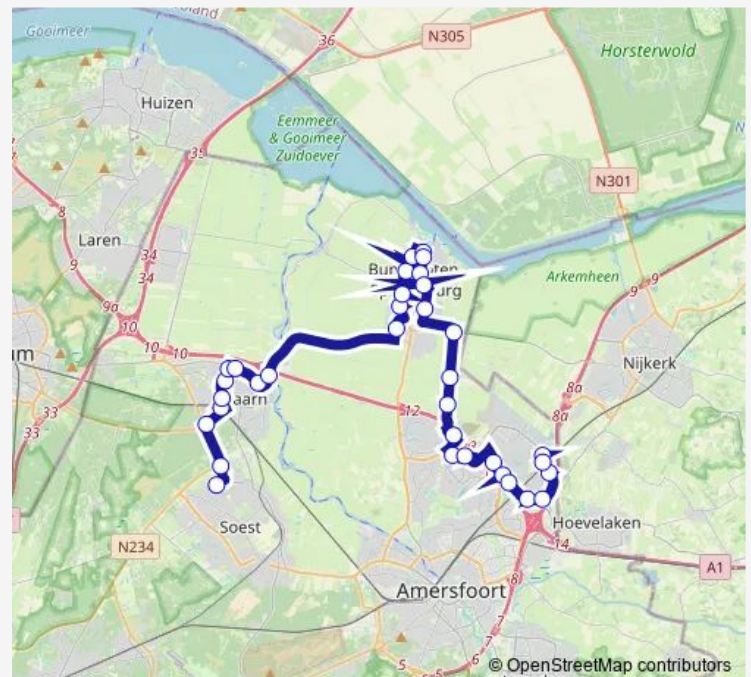 Gooimeer
N305
36
Horsterwold
Huizen
Eemmeer
& Gooimeer
Zuidoever
35
N301
8
Laren
34
9
34
Arkemheen
9
9
9a
10
10
10
Nijkerk
8a
8a
33
33
12
Soest
Hoevelaken
N234
14
A1
Amersfoort
8
7
7
6
5
5
© OpenStreetMap contributors